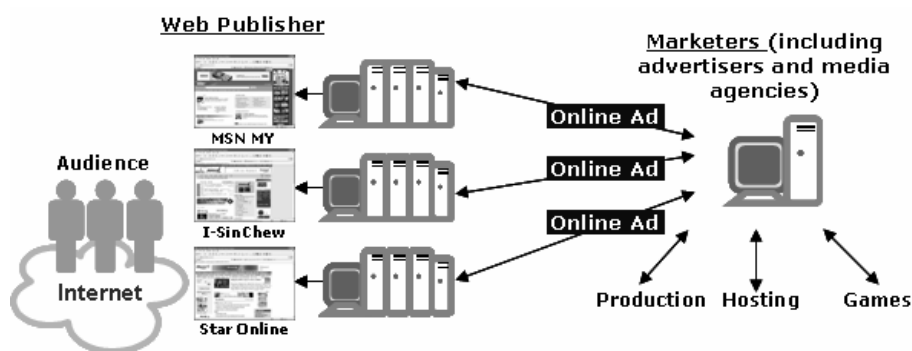 Web Publisher
Marketers (including
advertisers and media
agencies)
MSN MY
Online Ad
Audience
Online Ad
I-SinChew
Online Ad
Internet
Star Online
Production
Hosting
Games